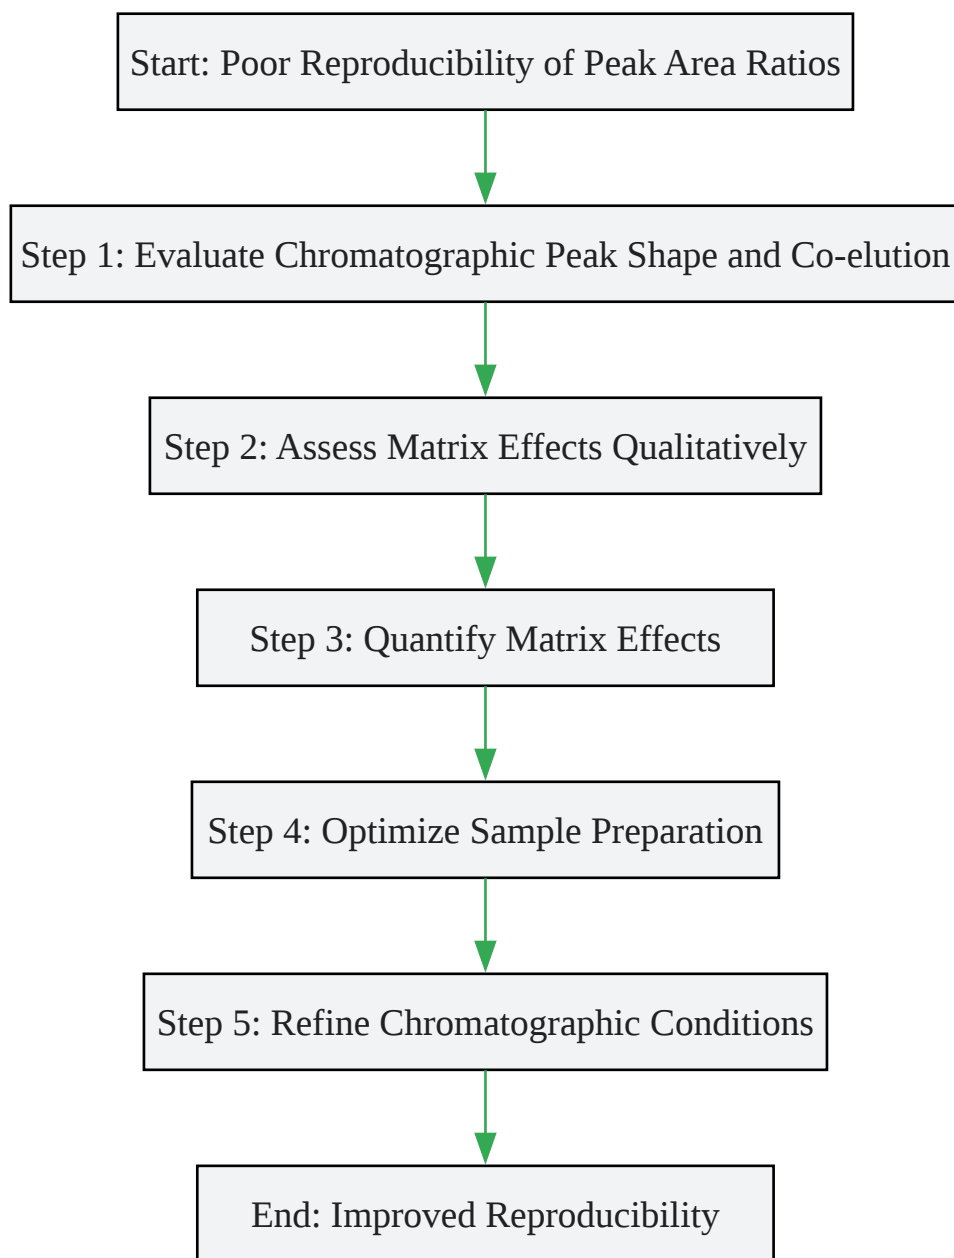 Start: Poor Reproducibility of Peak Area Ratios
Step 1: Evaluate Chromatographic Peak Shape and Co-elution
Step 2: Assess Matrix Effects Qualitatively
Step 3: Quantify Matrix Effects
Step 4: Optimize Sample Preparation
Step 5: Refine Chromatographic Conditions
End: Improved Reproducibility